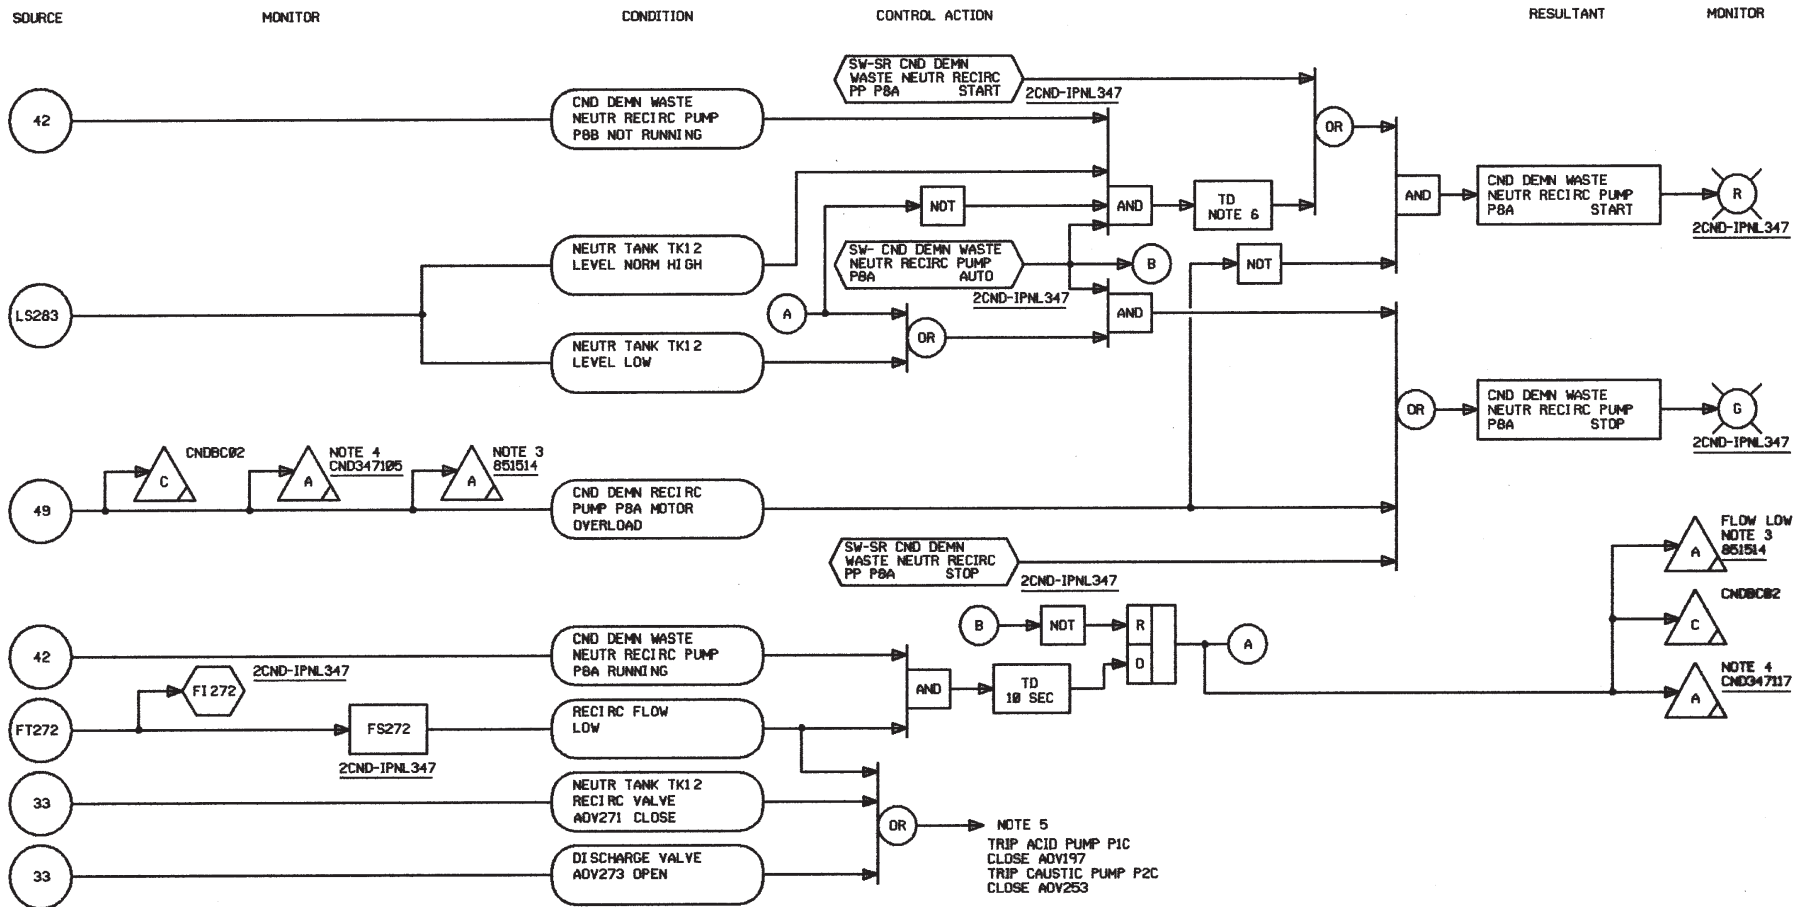 SOURCE
MONITOR
CONDITION
CONTROL ACTION
RESULTANT
MONITOR
42
CND DEMN WASTE
NEUTR RECIRC PUMP
P8B NOT RUNNING
SW-SR CND DEMN
WASTE NEUTR RECIRC
PP P8A START
2CND-IPNL347
OR
NOT
AND
TD
NOTE 6
AND
CND DEMN WASTE
NEUTR RECIRC PUMP
P8A START
R
2CND-IPNL347
LS283
NEUTR TANK TK12
LEVEL NORM HIGH
SW- CND DEMN WASTE
NEUTR RECIRC PUMP
P8A AUTO
2CND-IPNL347
B
NOT
A
OR
AND
NEUTR TANK TK12
LEVEL LOW
OR
CND DEMN WASTE
NEUTR RECIRC PUMP
P8A STOP
G
2CND-IPNL347
49
C
CNDBC02
A
NOTE 4
CND347105
A
NOTE 3
851514
CND DEMN RECIRC
PUMP P8A MOTOR
OVERLOAD
SW-SR CND DEMN
WASTE NEUTR RECIRC
PP P8A STOP
2CND-IPNL347
A
FLOW LOW
NOTE 3
851514
C
CNDBC02
A
NOTE 4
CND347117
42
CND DEMN WASTE
NEUTR RECIRC PUMP
P8A RUNNING
B
NOT
R
O
A
AND
TD
10 SEC
FI272
2CND-IPNL347
FT272
FS272
2CND-IPNL347
RECIRC FLOW
LOW
33
NEUTR TANK TK12
RECIRC VALVE
AOV271 CLOSE
OR
NOTE 5
TRIP ACID PUMP P1C
CLOSE AOV197
TRIP CAUSTIC PUMP P2C
CLOSE AOV253
33
DISCHARGE VALVE
AOV273 OPEN